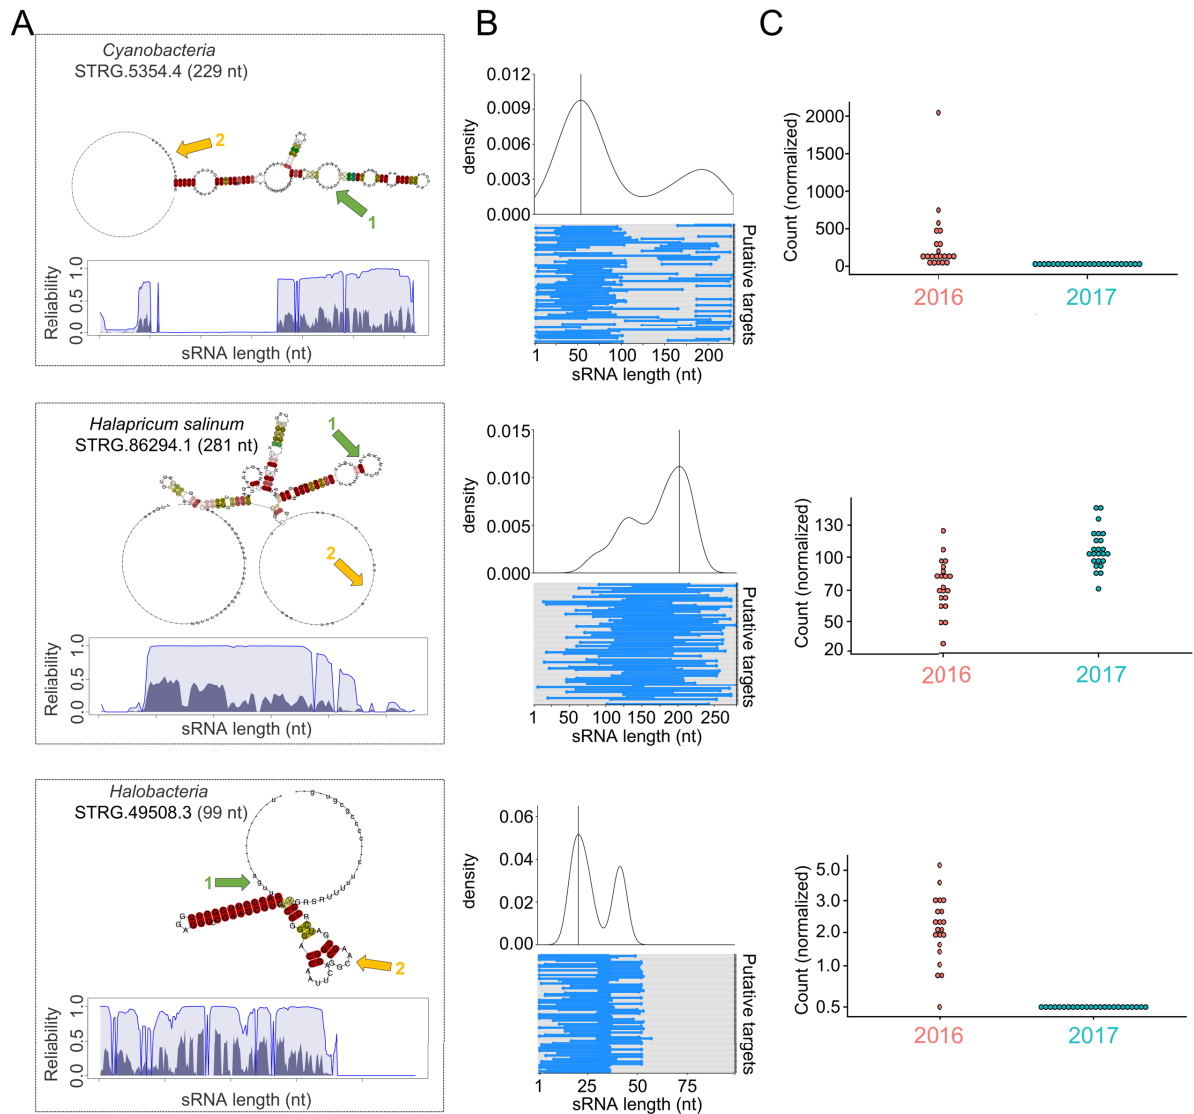 A
B
C
Cyanobacteria
STRG.5354.4 (229 nt)
2
1
Reliability
1.0
0.5
0.0
sRNA length (nt)
density
0.012
0.009
0.006
0.003
0.000
Putative targets
1 50 100 150 200
sRNA length (nt)
Count (normalized)
2000
1500
1000
500
0
2016 2017
Halapricum salinum
STRG.86294.1 (281 nt)
1
2
Reliability
1.0
0.5
0.0
sRNA length (nt)
density
0.015
0.010
0.005
0.000
Putative targets
1 50 100 150 200 250
sRNA length (nt)
Count (normalized)
130
100
70
50
20
2016 2017
Halobacteria
STRG.49508.3 (99 nt)
1
2
Reliability
1.0
0.5
0.0
sRNA length (nt)
density
0.06
0.04
0.02
0.00
Putative targets
1 25 50 75
sRNA length (nt)
Count (normalized)
5.0
3.0
2.0
1.0
0.5
2016 2017